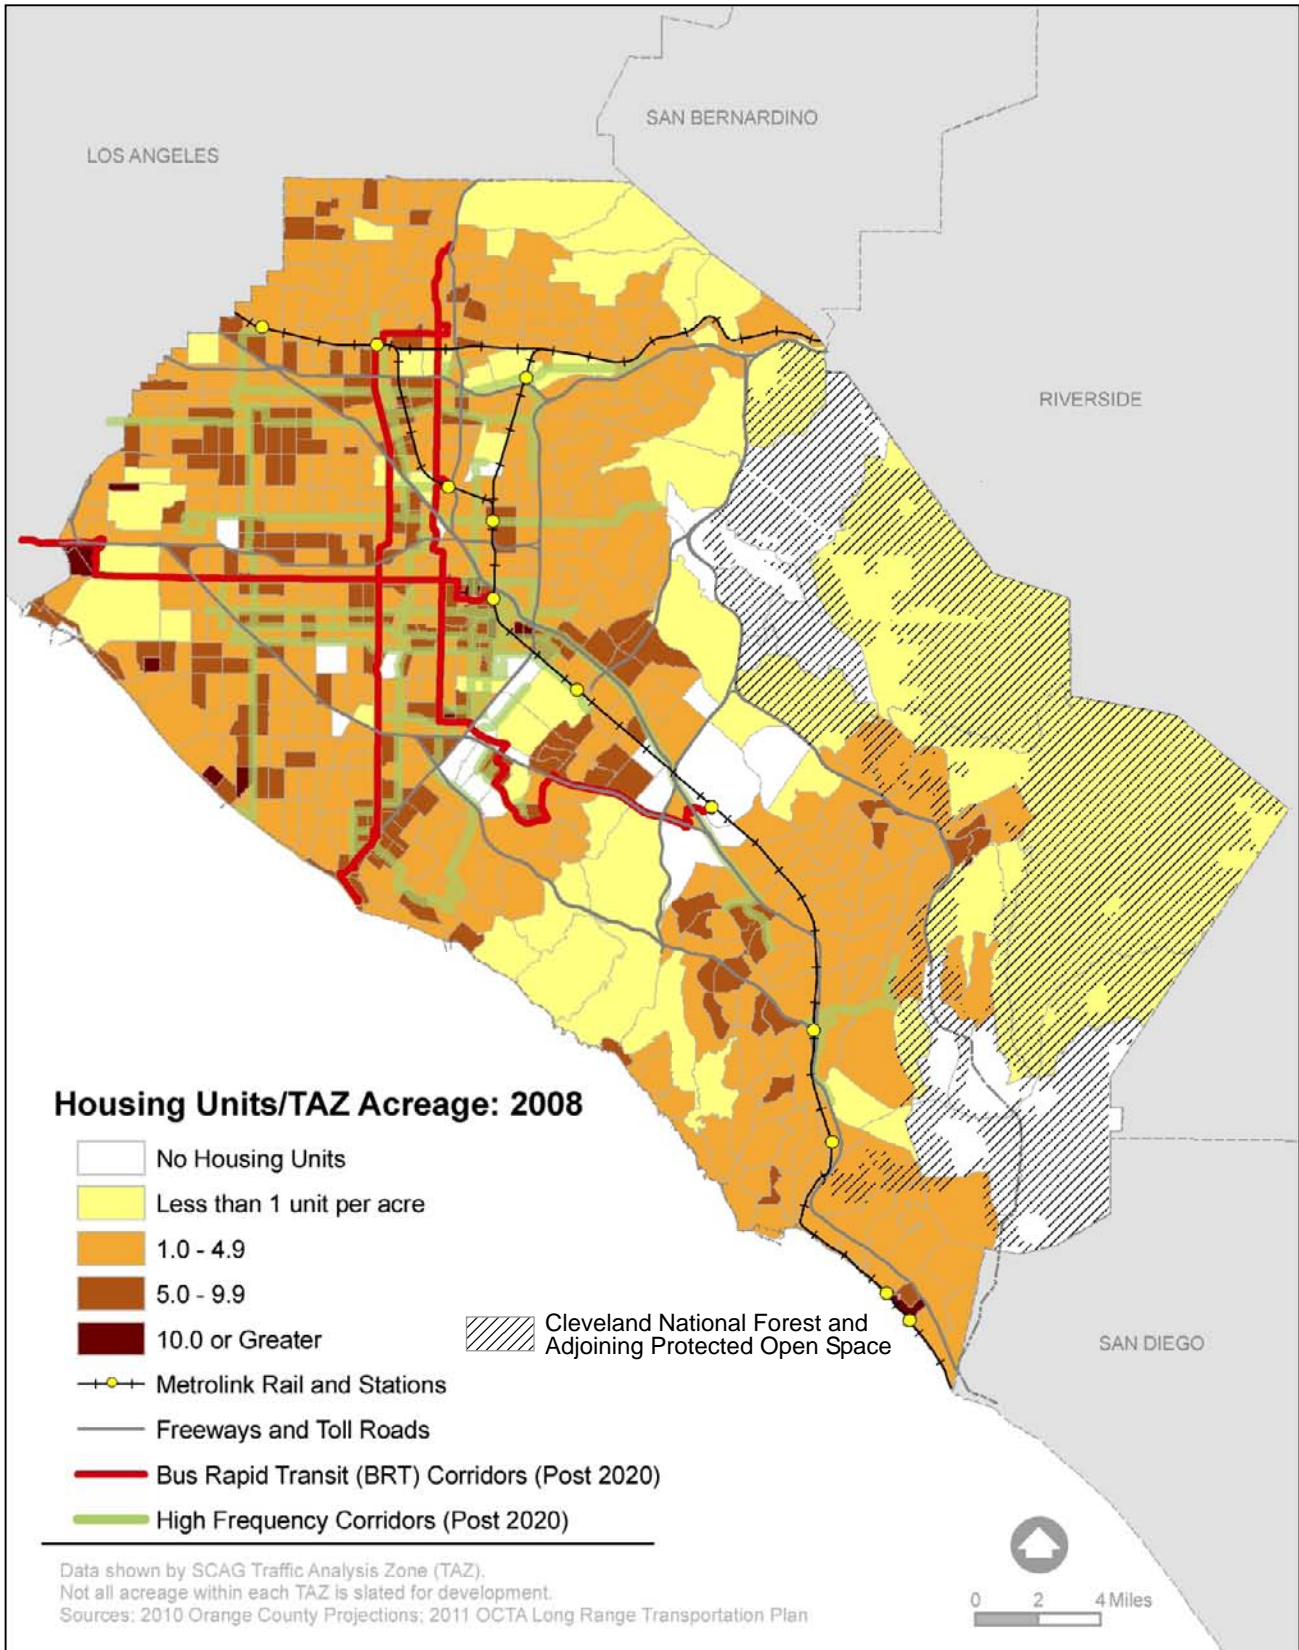 SAN BERNARDINO
LOS ANGELES
RIVERSIDE
Housing Units/TAZ Acreage: 2008
No Housing Units
Less than 1 unit per acre
1.0 - 4.9
5.0 - 9.9
10.0 or Greater
Cleveland National Forest and
Adjoining Protected Open Space
SAN DIEGO
Metrolink Rail and Stations
Freeways and Toll Roads
Bus Rapid Transit (BRT) Corridors (Post 2020)
High Frequency Corridors (Post 2020)
Data shown by SCAG Traffic Analysis Zone (TAZ).
Not all acreage within each TAZ is slated for development.
Sources: 2010 Orange County Projections; 2011 OCTA Long Range Transportation Plan
0 2 4 Miles